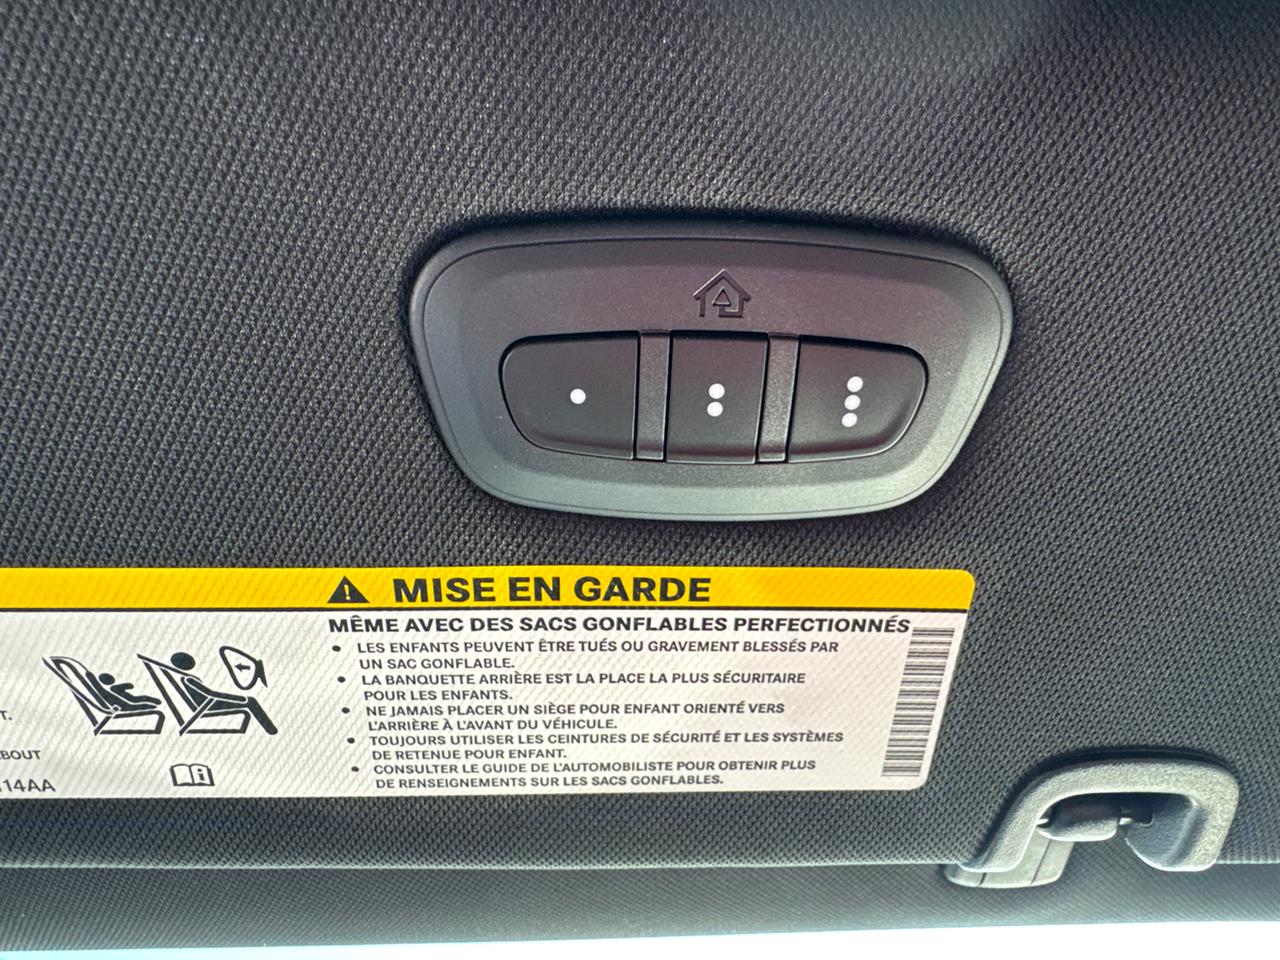 MISE EN GARDE
MÊME AVEC DES SACS GONFLABLES PERFECTIONNÉS
• LES ENFANTS PEUVENT ÊTRE TUÉS OU GRAVEMENT BLESSÉS PAR
UN SAC GONFLABLE.
• LA BANQUETTE ARRIÈRE EST LA PLACE LA PLUS SÉCURITAIRE
POUR LES ENFANTS.
• NE JAMAIS PLACER UN SIÈGE POUR ENFANT ORIENTÉ VERS
L'ARRIÈRE À L'AVANT DU VÉHICULE.
• TOUJOURS UTILISER LES CEINTURES DE SÉCURITÉ ET LES SYSTÈMES
DE RETENUE POUR ENFANT.
• CONSULTER LE GUIDE DE L'AUTOMOBILISTE POUR OBTENIR PLUS
DE RENSEIGNEMENTS SUR LES SACS GONFLABLES.
T.
BOUT
14AA